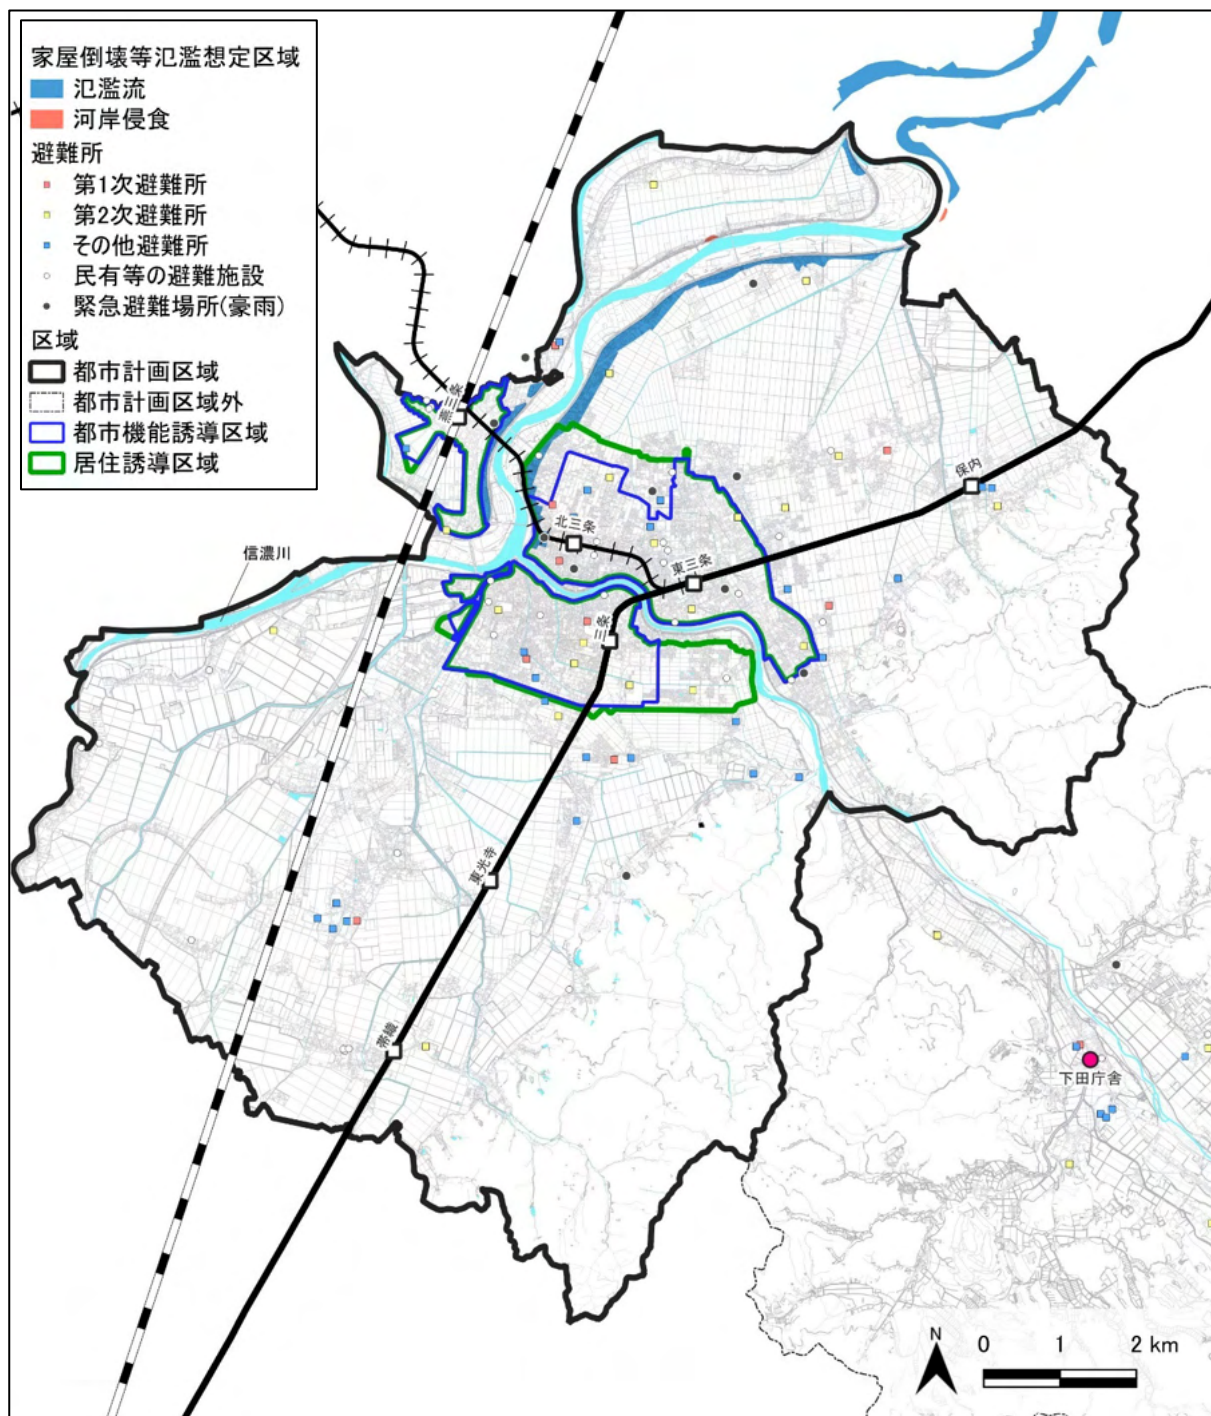 家屋倒壊等氾濫想定区域
氾濫流
河岸侵食
避難所
第1次避難所
第2次避難所
その他避難所
民有等の避難施設
緊急避難場所(豪雨)
区域
都市計画区域
都市計画区域外
都市機能誘導区域
居住誘導区域
燕三条
保内
北三条
信濃川
東三条
三条
東光寺
帯織
下田庁舎
N
0 1 2 km